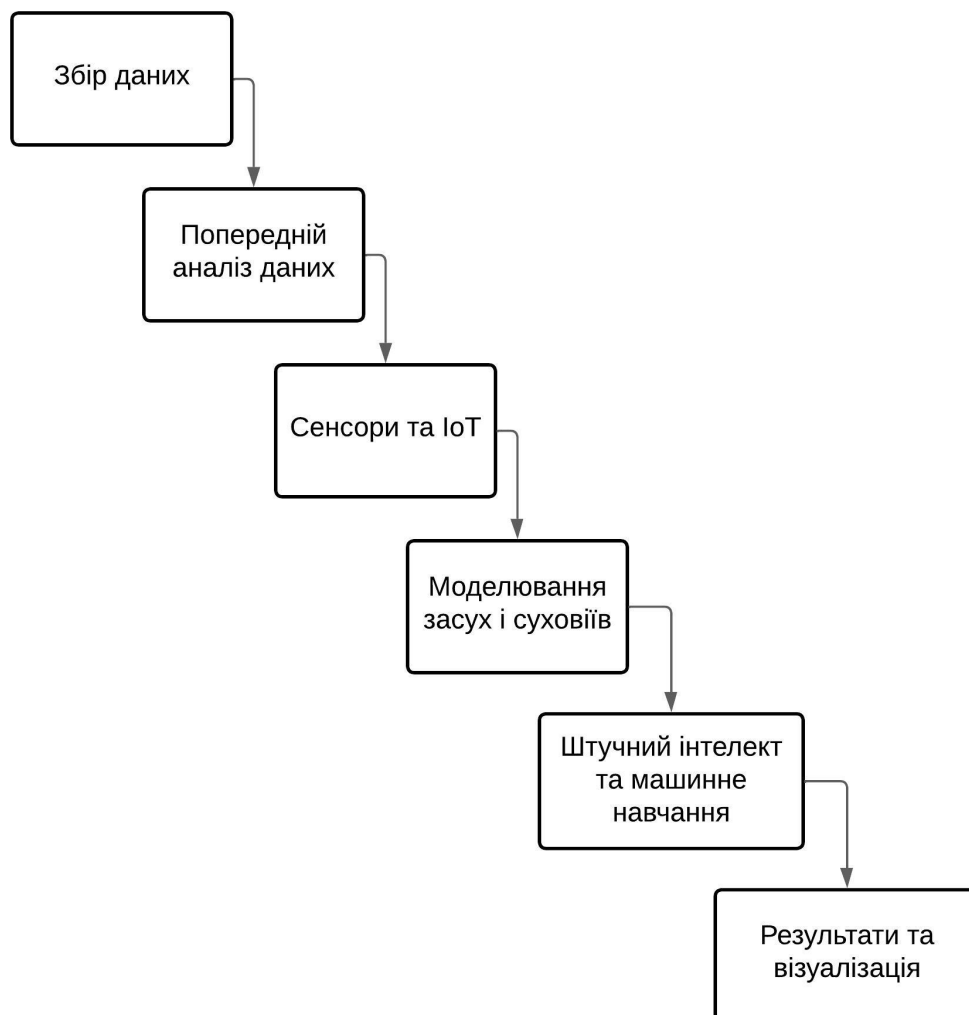 Збір даних
Попередній
аналіз даних
Сенсори та IoT
Моделювання
засух і суховіїв
Штучний інтелект
та машинне
навчання
Результати та
візуалізація